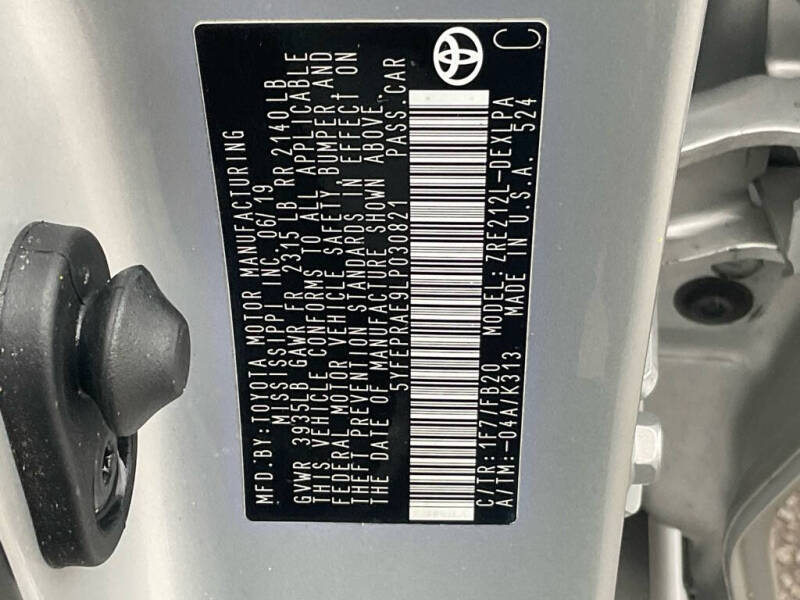 MFD.BY:TOYOTA MOTOR MANUFACTURING
MISSISSIPPI INC. 06/19
GVWR 3935LB GAWR FR 2315 LB RR 2140 LB
THIS VEHICLE CONFORMS TO ALL APPLICABLE
FEDERAL MOTOR VEHICLE SAFETY, BUMPER, AND
THEFT PREVENTION STANDARDS IN EFFECT ON
THE DATE OF MANUFACTURE SHOWN ABOVE.
5YFEPRAE9LP030821 PASS.CAR
C/TR: 1F7/FB20 MODEL: ZRE212L-DEXLPA
A/TM:-04A/K313 MADE IN U.S.A. 524
C